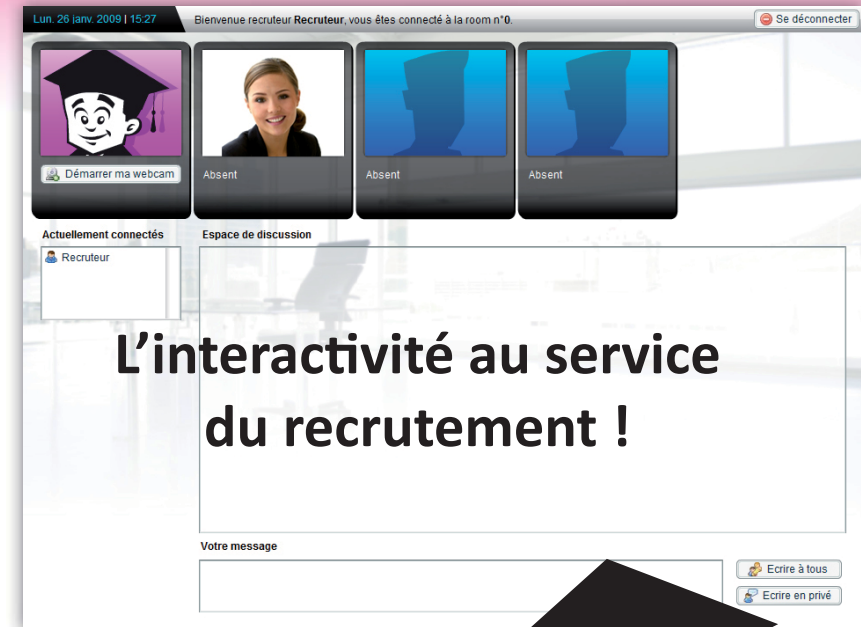 Lun. 26 janv. 2009 | 15:27
Bienvenue recruteur Recruteur, vous êtes connecté à la room n°0.
Se déconnecter
Démarrer ma webcam
Absent
Absent
Absent
Actuellement connectés
Espace de discussion
Recruteur
L’interactivité au service
du recrutement !
Votre message
Ecrire à tous
Ecrire en privé